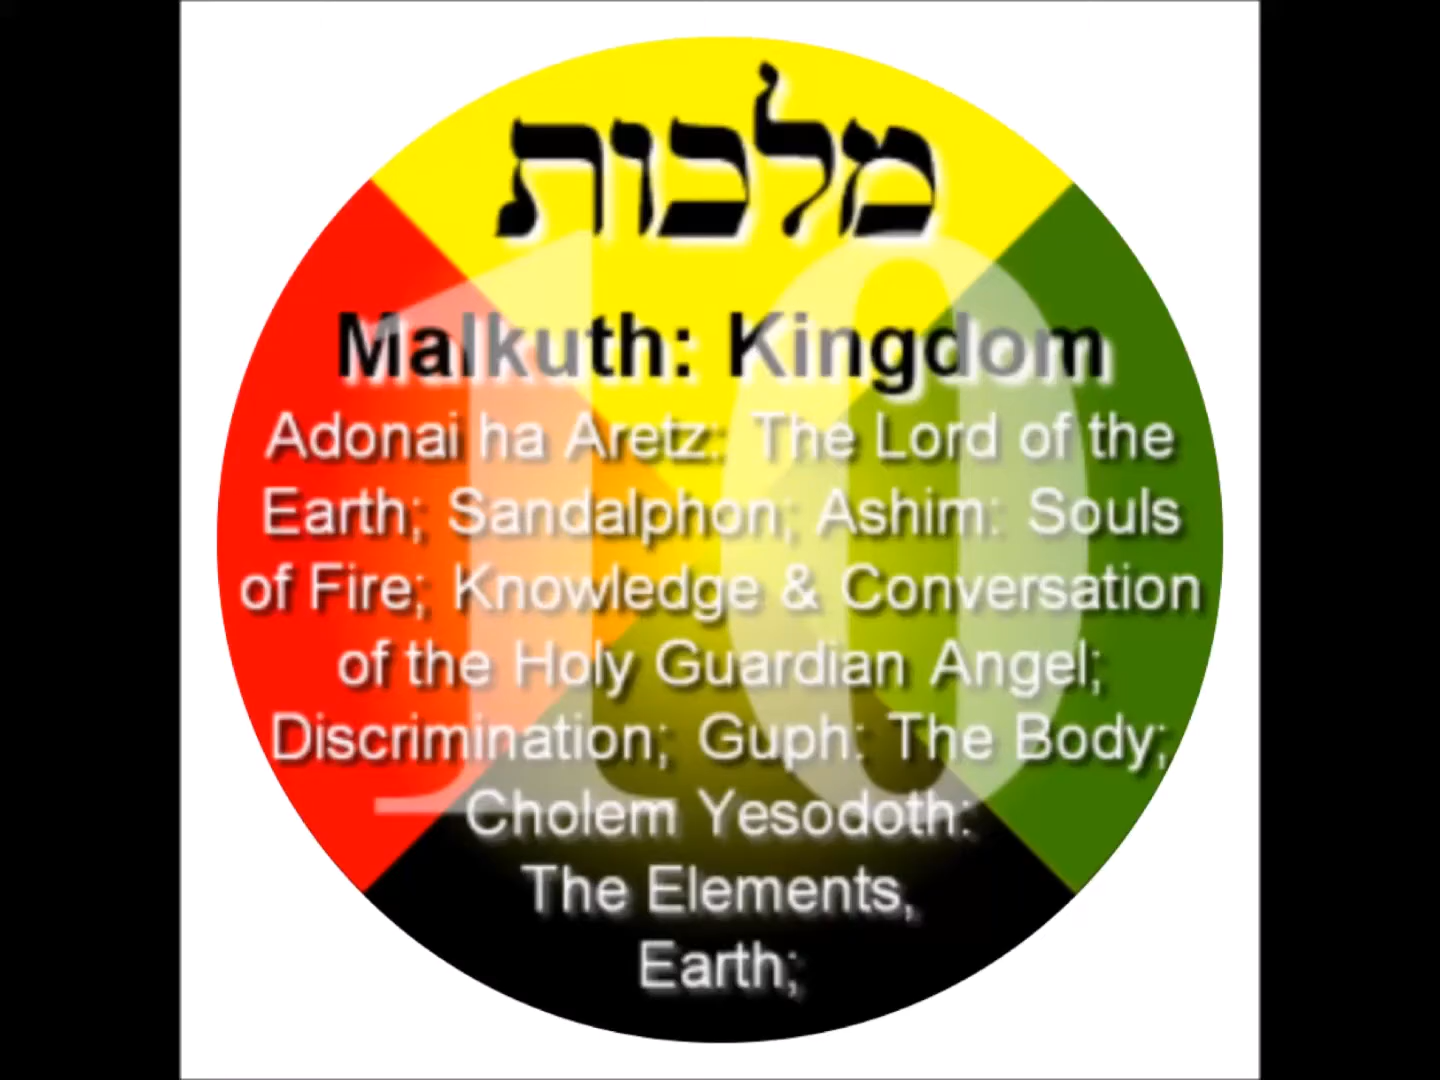 מלכות
10
Malkuth: Kingdom
Adonai ha Aretz: The Lord of the
Earth; Sandalphon; Ashim: Souls
of Fire; Knowledge & Conversation
of the Holy Guardian Angel;
Discrimination; Guph: The Body;
Cholem Yesodoth:
The Elements,
Earth;